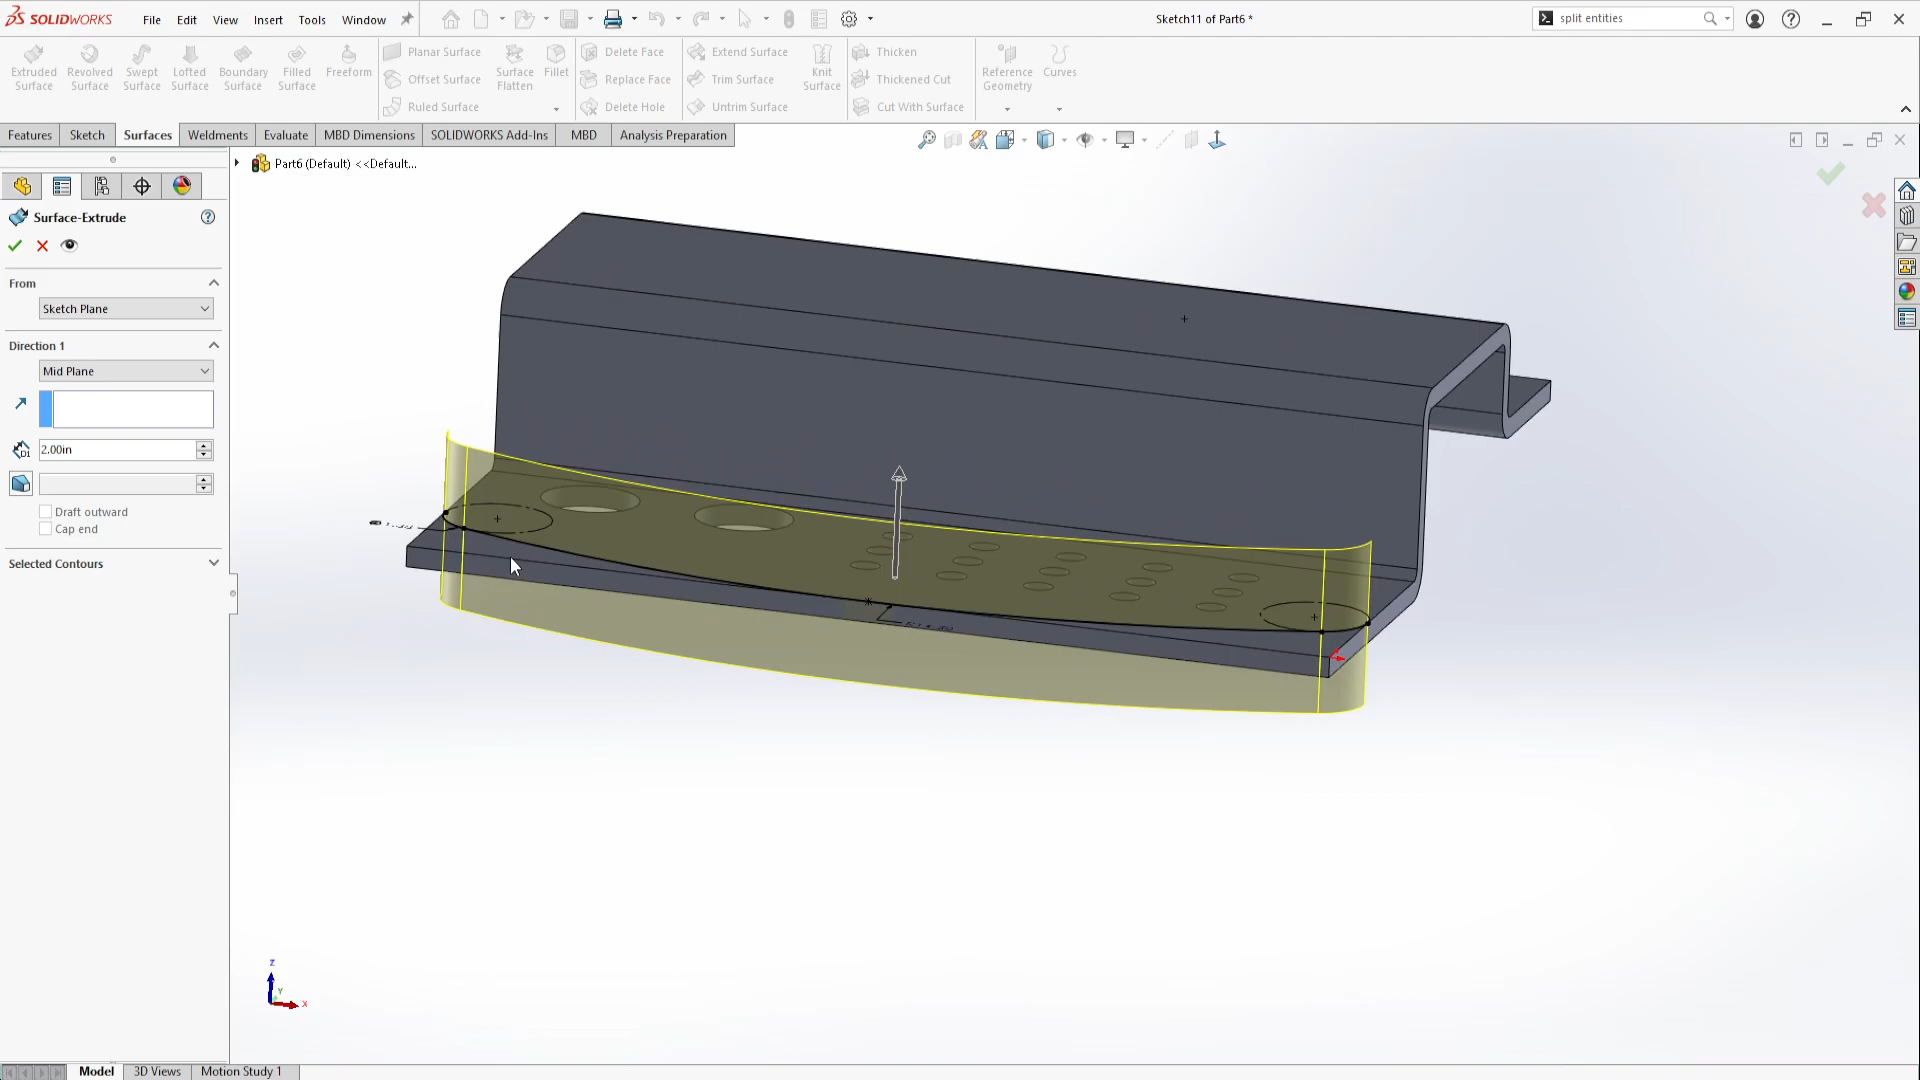 SOLIDWORKS File Edit View Insert Tools Window
Sketch11 of Part6 *
split entities
Extruded Surface
Revolved Surface
Swept Surface
Lofted Surface
Boundary Surface
Filled Surface
Freeform
Planar Surface
Offset Surface
Ruled Surface
Surface Flatten
Fillet
Delete Face
Replace Face
Delete Hole
Extend Surface
Trim Surface
Untrim Surface
Knit Surface
Thicken
Thickened Cut
Cut With Surface
Reference Geometry
Curves
Features Sketch Surfaces Weldments Evaluate MBD Dimensions SOLIDWORKS Add-Ins MBD Analysis Preparation
Part6 (Default) <<Default...
Surface-Extrude
From
Sketch Plane
Direction 1
Mid Plane
D1
2.00in
Draft outward
Cap end
Selected Contours
Z
Y
X
Model 3D Views Motion Study 1